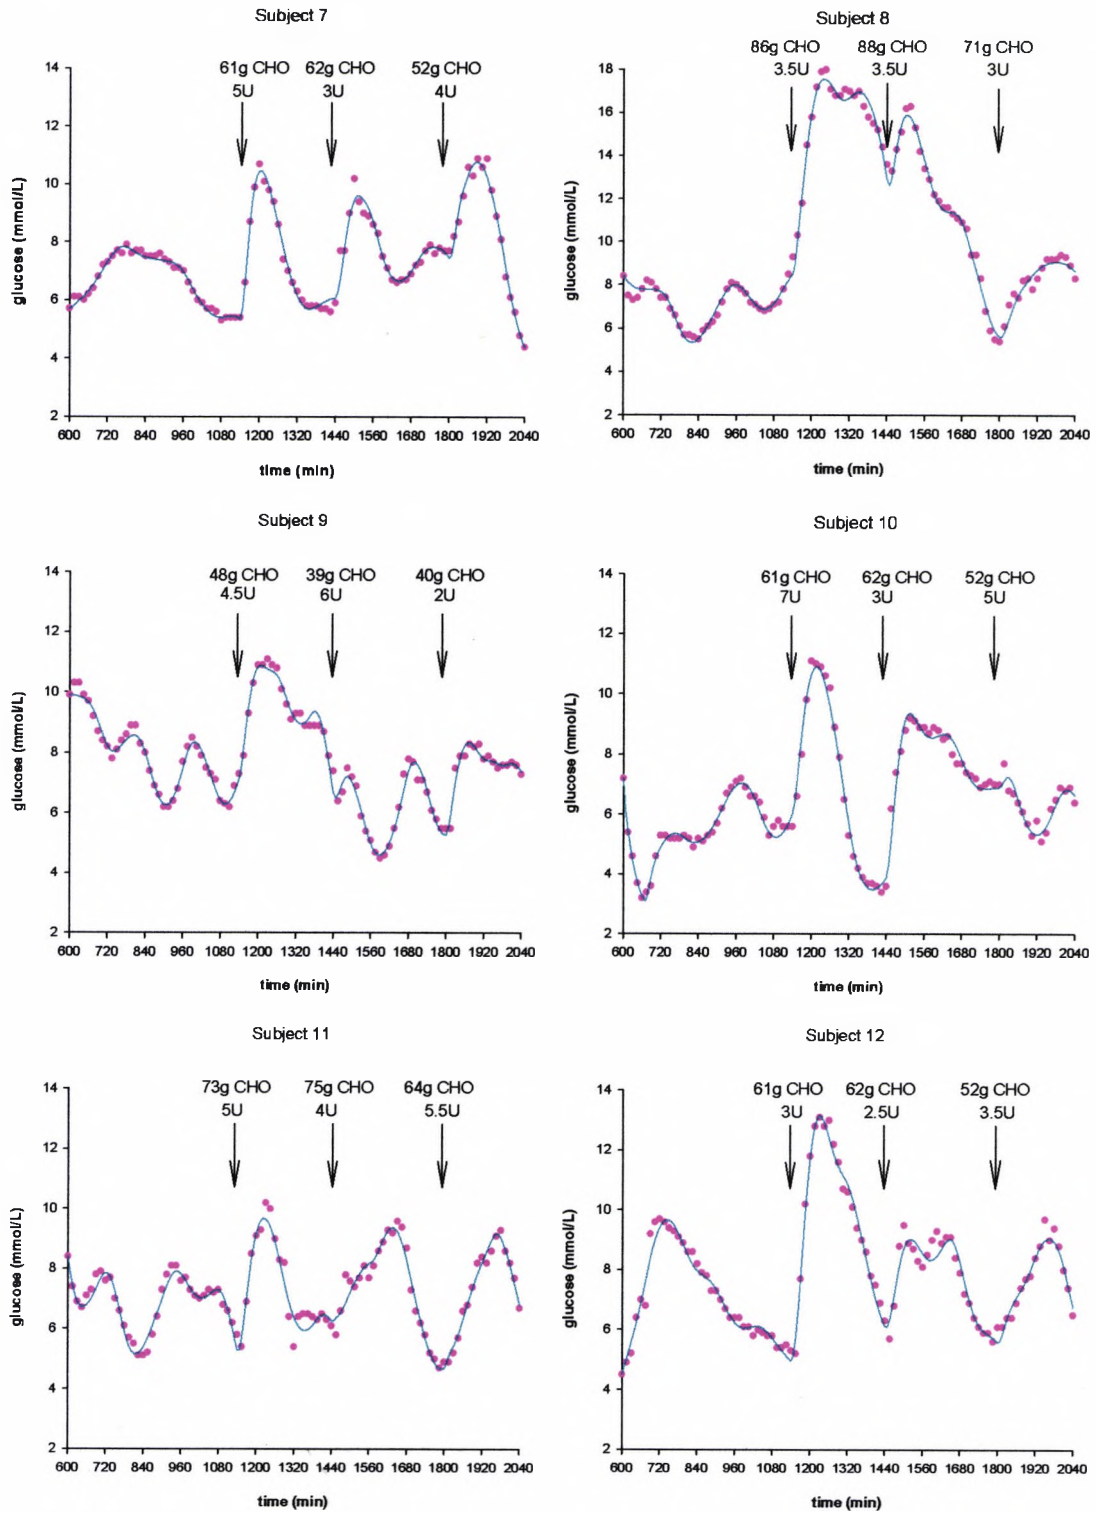 Subject 7
61g CHO 62g CHO 52g CHO
5U 3U 4U
14
12
10
8
6
4
2
glucose (mmol/L)
600 720 840 960 1080 1200 1320 1440 1560 1680 1800 1920 2040
time (min)
Subject 8
86g CHO 88g CHO 71g CHO
3.5U 3.5U 3U
18
16
14
12
10
8
6
4
2
glucose (mmol/L)
600 720 840 960 1080 1200 1320 1440 1560 1680 1800 1920 2040
time (min)
Subject 9
48g CHO 39g CHO 40g CHO
4.5U 6U 2U
14
12
10
8
6
4
2
glucose (mmol/L)
600 720 840 960 1080 1200 1320 1440 1560 1680 1800 1920 2040
time (min)
Subject 10
61g CHO 62g CHO 52g CHO
7U 3U 5U
14
12
10
8
6
4
2
glucose (mmol/L)
600 720 840 960 1080 1200 1320 1440 1560 1680 1800 1920 2040
time (min)
Subject 11
73g CHO 75g CHO 64g CHO
5U 4U 5.5U
14
12
10
8
6
4
2
glucose (mmol/L)
600 720 840 960 1080 1200 1320 1440 1560 1680 1800 1920 2040
time (min)
Subject 12
61g CHO 62g CHO 52g CHO
3U 2.5U 3.5U
14
12
10
8
6
4
2
glucose (mmol/L)
600 720 840 960 1080 1200 1320 1440 1560 1680 1800 1920 2040
time (min)